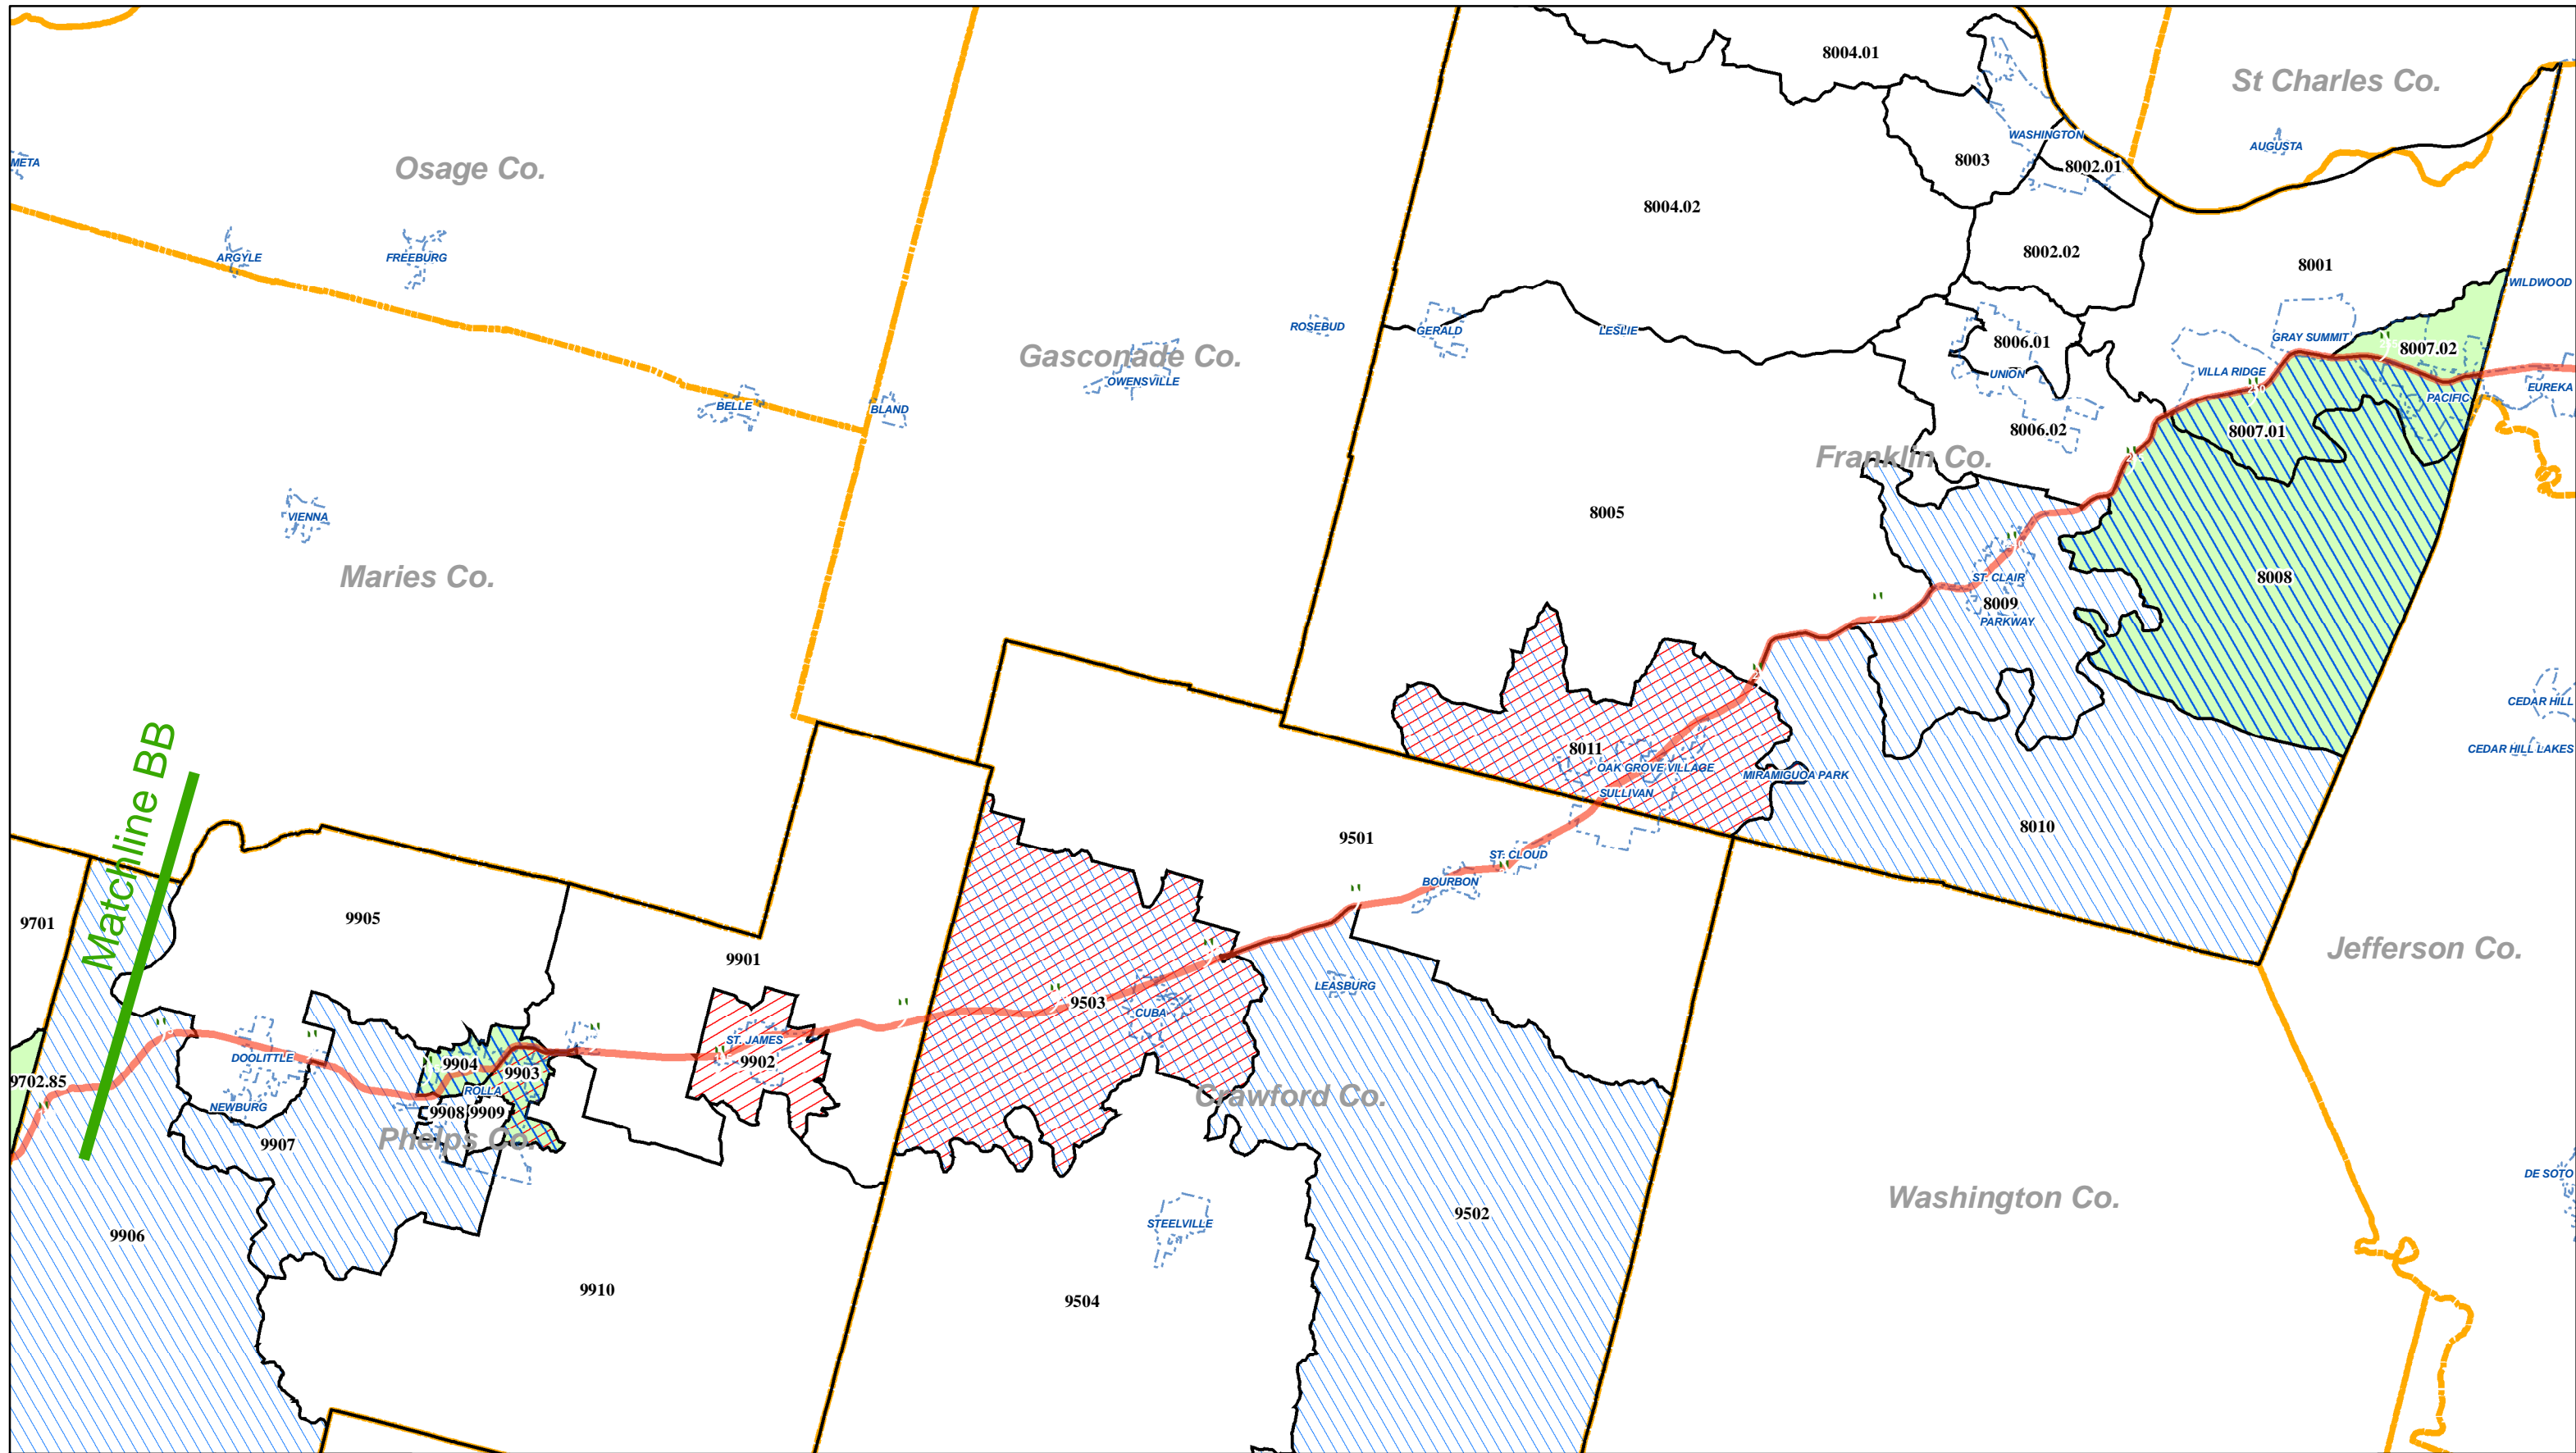 8004.01
St Charles Co.
WASHINGTON
AUGUSTA
META
Osage Co.
8003
8002.01
8004.02
ARGYLE
FREEBURG
8002.02
8001
WILDWOOD
ROSEBUD
GERALD
LESLIE
8006.01
GRAY SUMMIT
8007.02
Gasconade Co.
OWENSVILLE
UNION
VILLA RIDGE
EUREKA
PACIFIC
BELLE
BLAND
8006.02
8007.01
Franklin Co.
VIENNA
8005
Maries Co.
ST. CLAIR
8008
8009
PARKWAY
CEDAR HILL
8011
CEDAR HILL LAKES
OAK GROVE VILLAGE
MIRAMIGUOA PARK
SULLIVAN
Matchline BB
9501
8010
ST. CLOUD
BOURBON
9701
9905
Jefferson Co.
9901
LEASBURG
9503
CUBA
ST. JAMES
DOOLITTLE
9904
9902
9903
9702.85
ROLLA
Crawford Co.
NEWBURG
9908
9909
9907
Phelps Co.
DE SOTO
Washington Co.
9502
STEELVILLE
9906
9910
9504